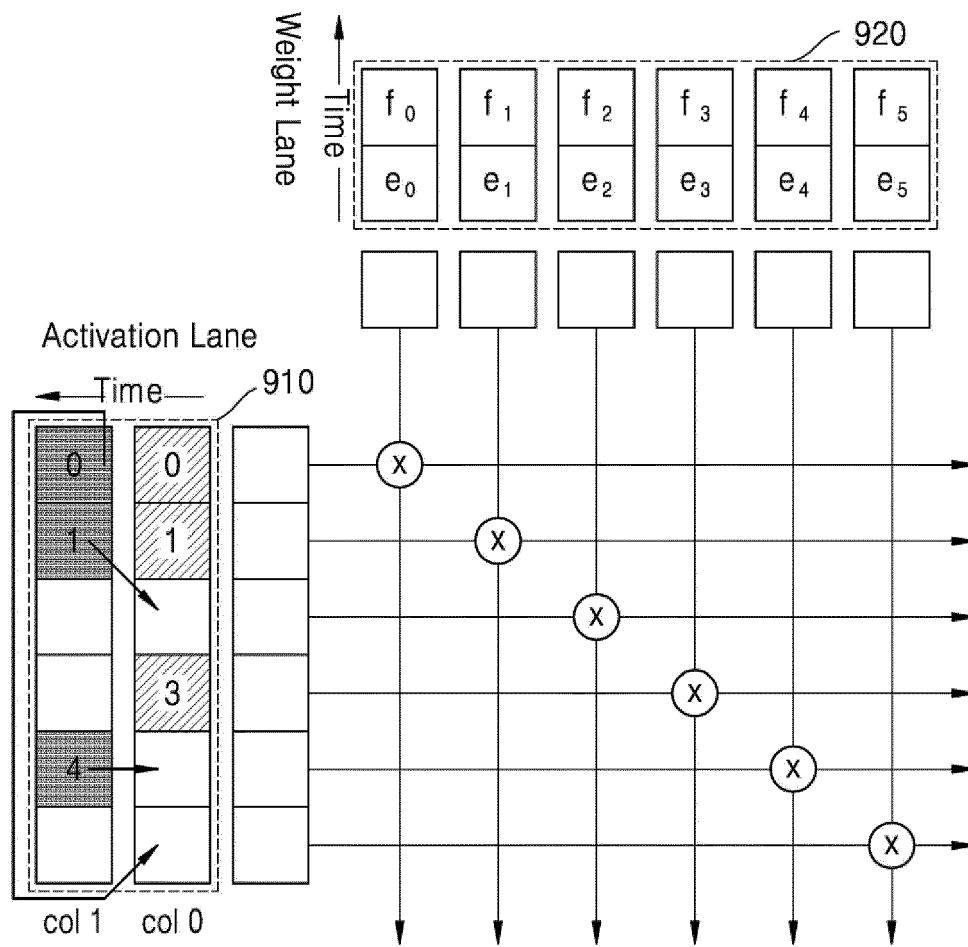 Weight Lane
Time
920
f0 f1 f2 f3 f4 f5
e0 e1 e2 e3 e4 e5
Activation Lane
Time
910
0 0
1 1
3
4
X
X
X
X
X
X
col 1 col 0